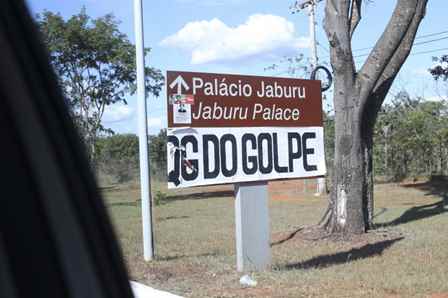 Palácio Jaburu
Jaburu Palace
QG DO GOLPE